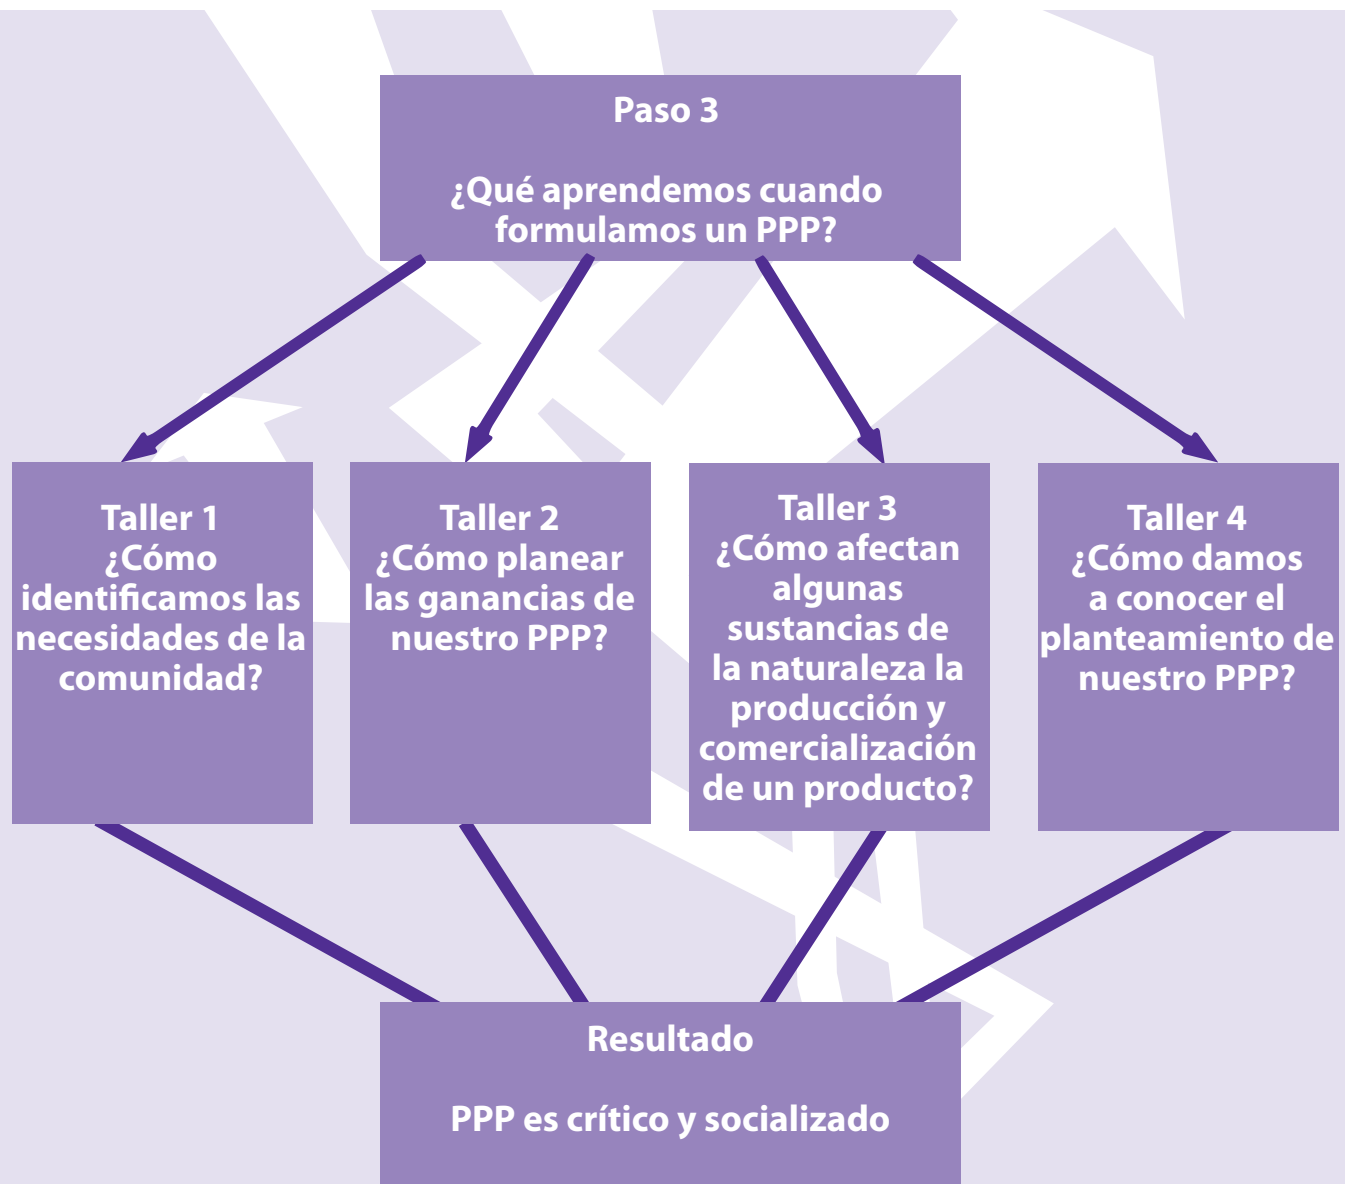 Paso 3
¿Qué aprendemos cuando
formulamos un PPP?
Taller 1
¿Cómo
identificamos las
necesidades de la
comunidad?
Taller 2
¿Cómo planear
las ganancias de
nuestro PPP?
Taller 3
¿Cómo afectan
algunas
sustancias de
la naturaleza la
producción y
comercialización
de un producto?
Taller 4
¿Cómo damos
a conocer el
planteamiento de
nuestro PPP?
Resultado
PPP es crítico y socializado